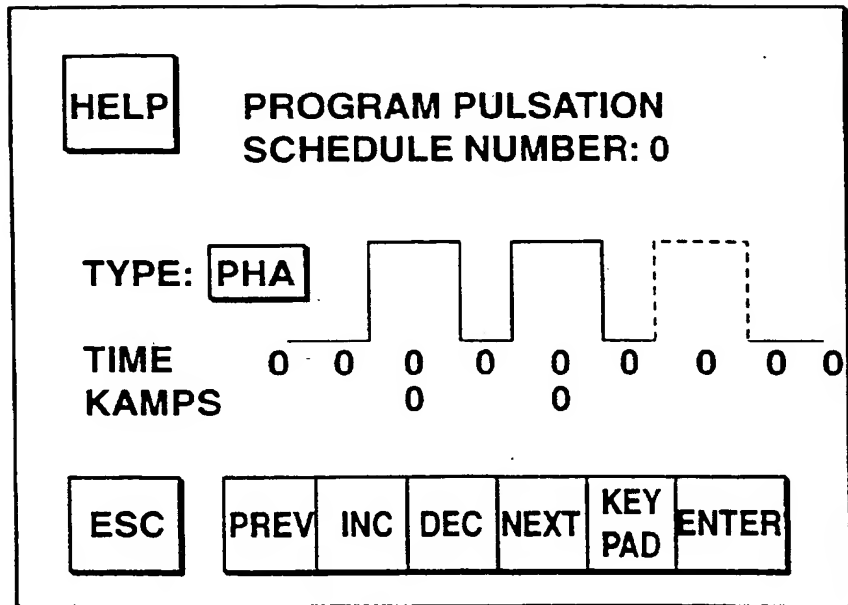 HELP
PROGRAM PULSATION
SCHEDULE NUMBER: 0
TYPE: PHA
TIME 0 0 0 0 0 0 0 0 0
KAMPS 0 0
ESC PREV INC DEC NEXT KEY PAD ENTER